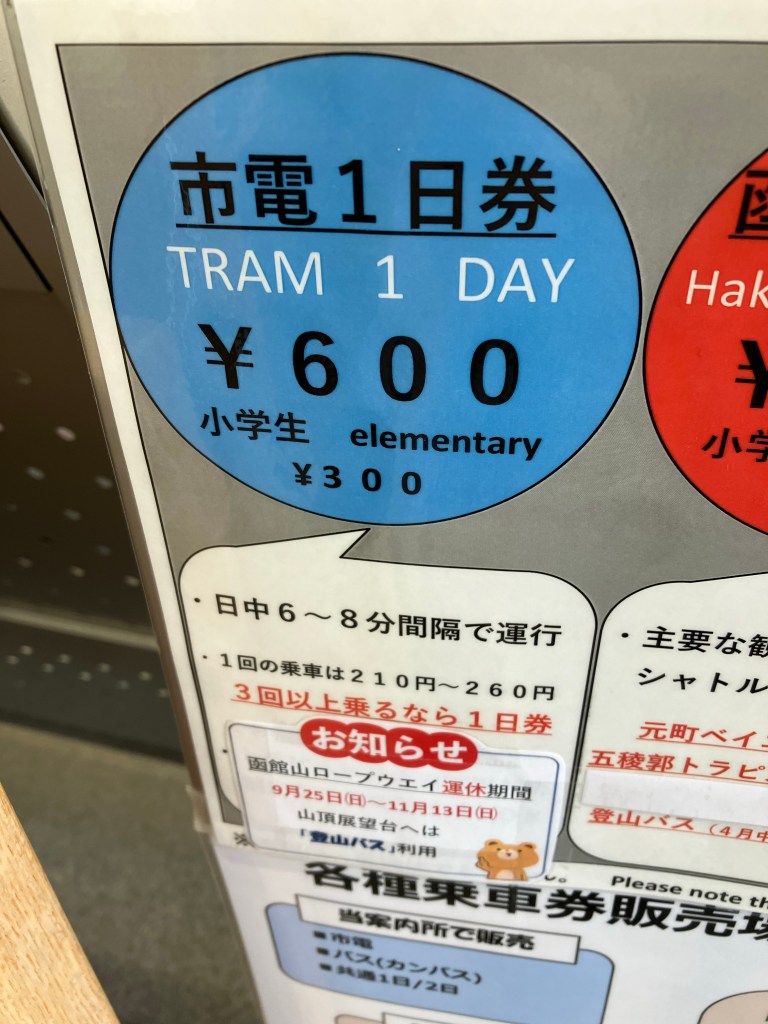 市電１日券
TRAM 1 DAY
￥６００
小学生 elementary
￥３００
・日中６～８分間隔で運行
・１回の乗車は２１０円～２６０円
３回以上乗るなら１日券
お知らせ
函館山ロープウエイ運休期間
9月25日㈰～11月13日㈰
山頂展望台へは
「登山バス」利用
Hak
￥
小学
・主要な観
シャトル
元町ベイエ
五稜郭トラピ
登山バス（４月中
※
い。
Please note th
各種乗車券販売場
当案内所で販売
■市電
■バス(カンパス)
■共通1日/2日